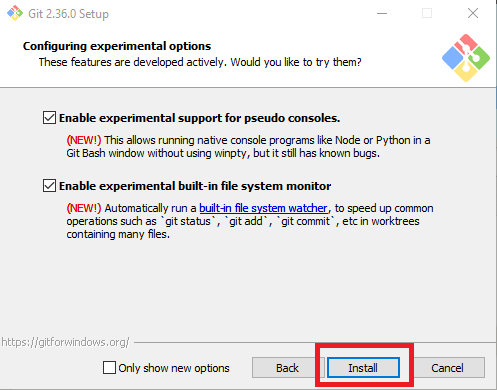 Git 2.36.0 Setup
Configuring experimental options
These features are developed actively. Would you like to try them?
Enable experimental support for pseudo consoles.
(NEW!) This allows running native console programs like Node or Python in a
Git Bash window without using winpty, but it still has known bugs.
Enable experimental built-in file system monitor
(NEW!) Automatically run a built-in file system watcher, to speed up common
operations such as `git status`, `git add`, `git commit`, etc in worktrees
containing many files.
https://gitforwindows.org/
Only show new options
Back
Install
Cancel